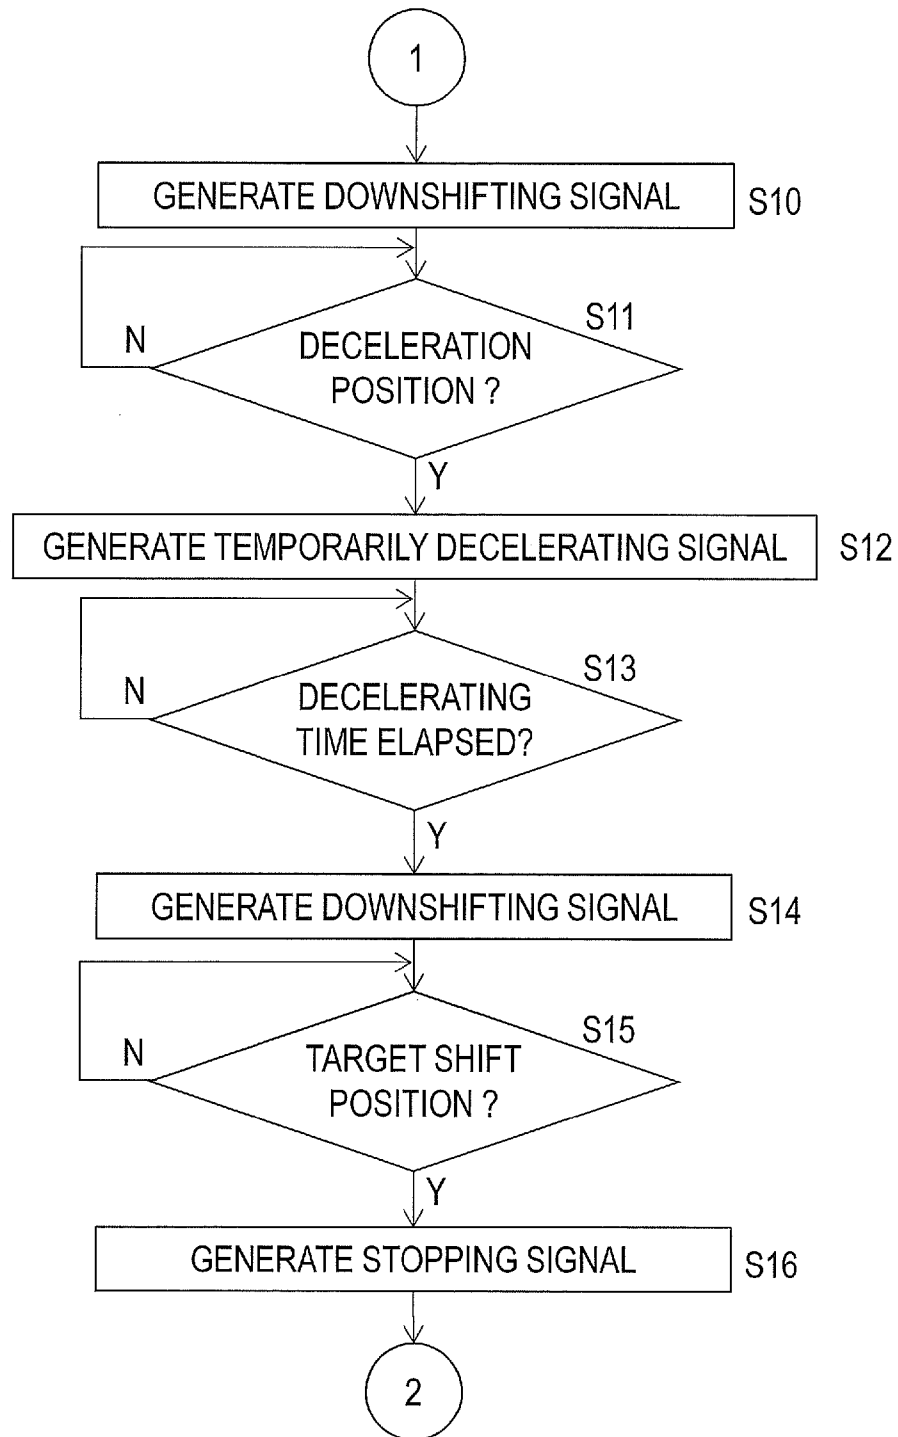 1
GENERATE DOWNSHIFTING SIGNAL
S10
S11
DECELERATION
POSITION ?
N
Y
GENERATE TEMPORARILY DECELERATING SIGNAL
S12
S13
DECELERATING
TIME ELAPSED?
N
Y
GENERATE DOWNSHIFTING SIGNAL
S14
S15
TARGET SHIFT
POSITION ?
N
Y
GENERATE STOPPING SIGNAL
S16
2